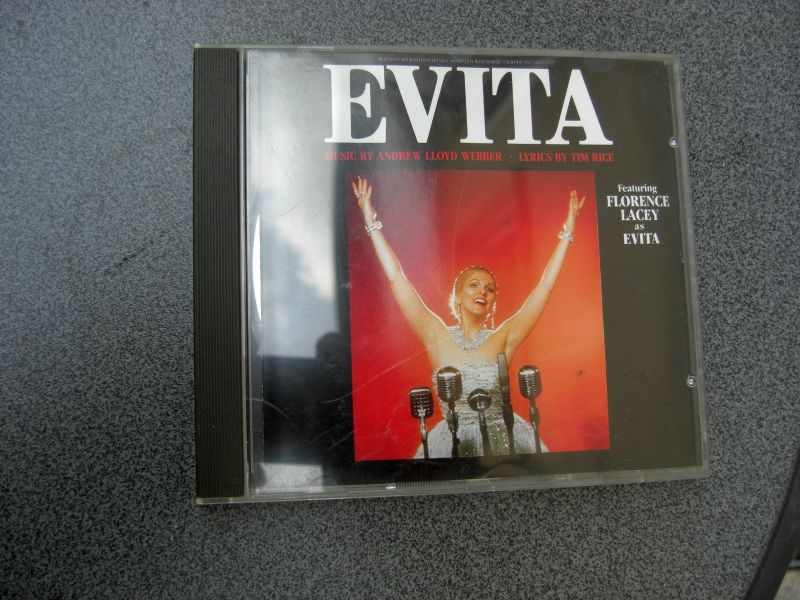 EVITA
MUSIC BY ANDREW LLOYD WEBBER · LYRICS BY TIM RICE
Featuring
FLORENCE
LACEY
as
EVITA